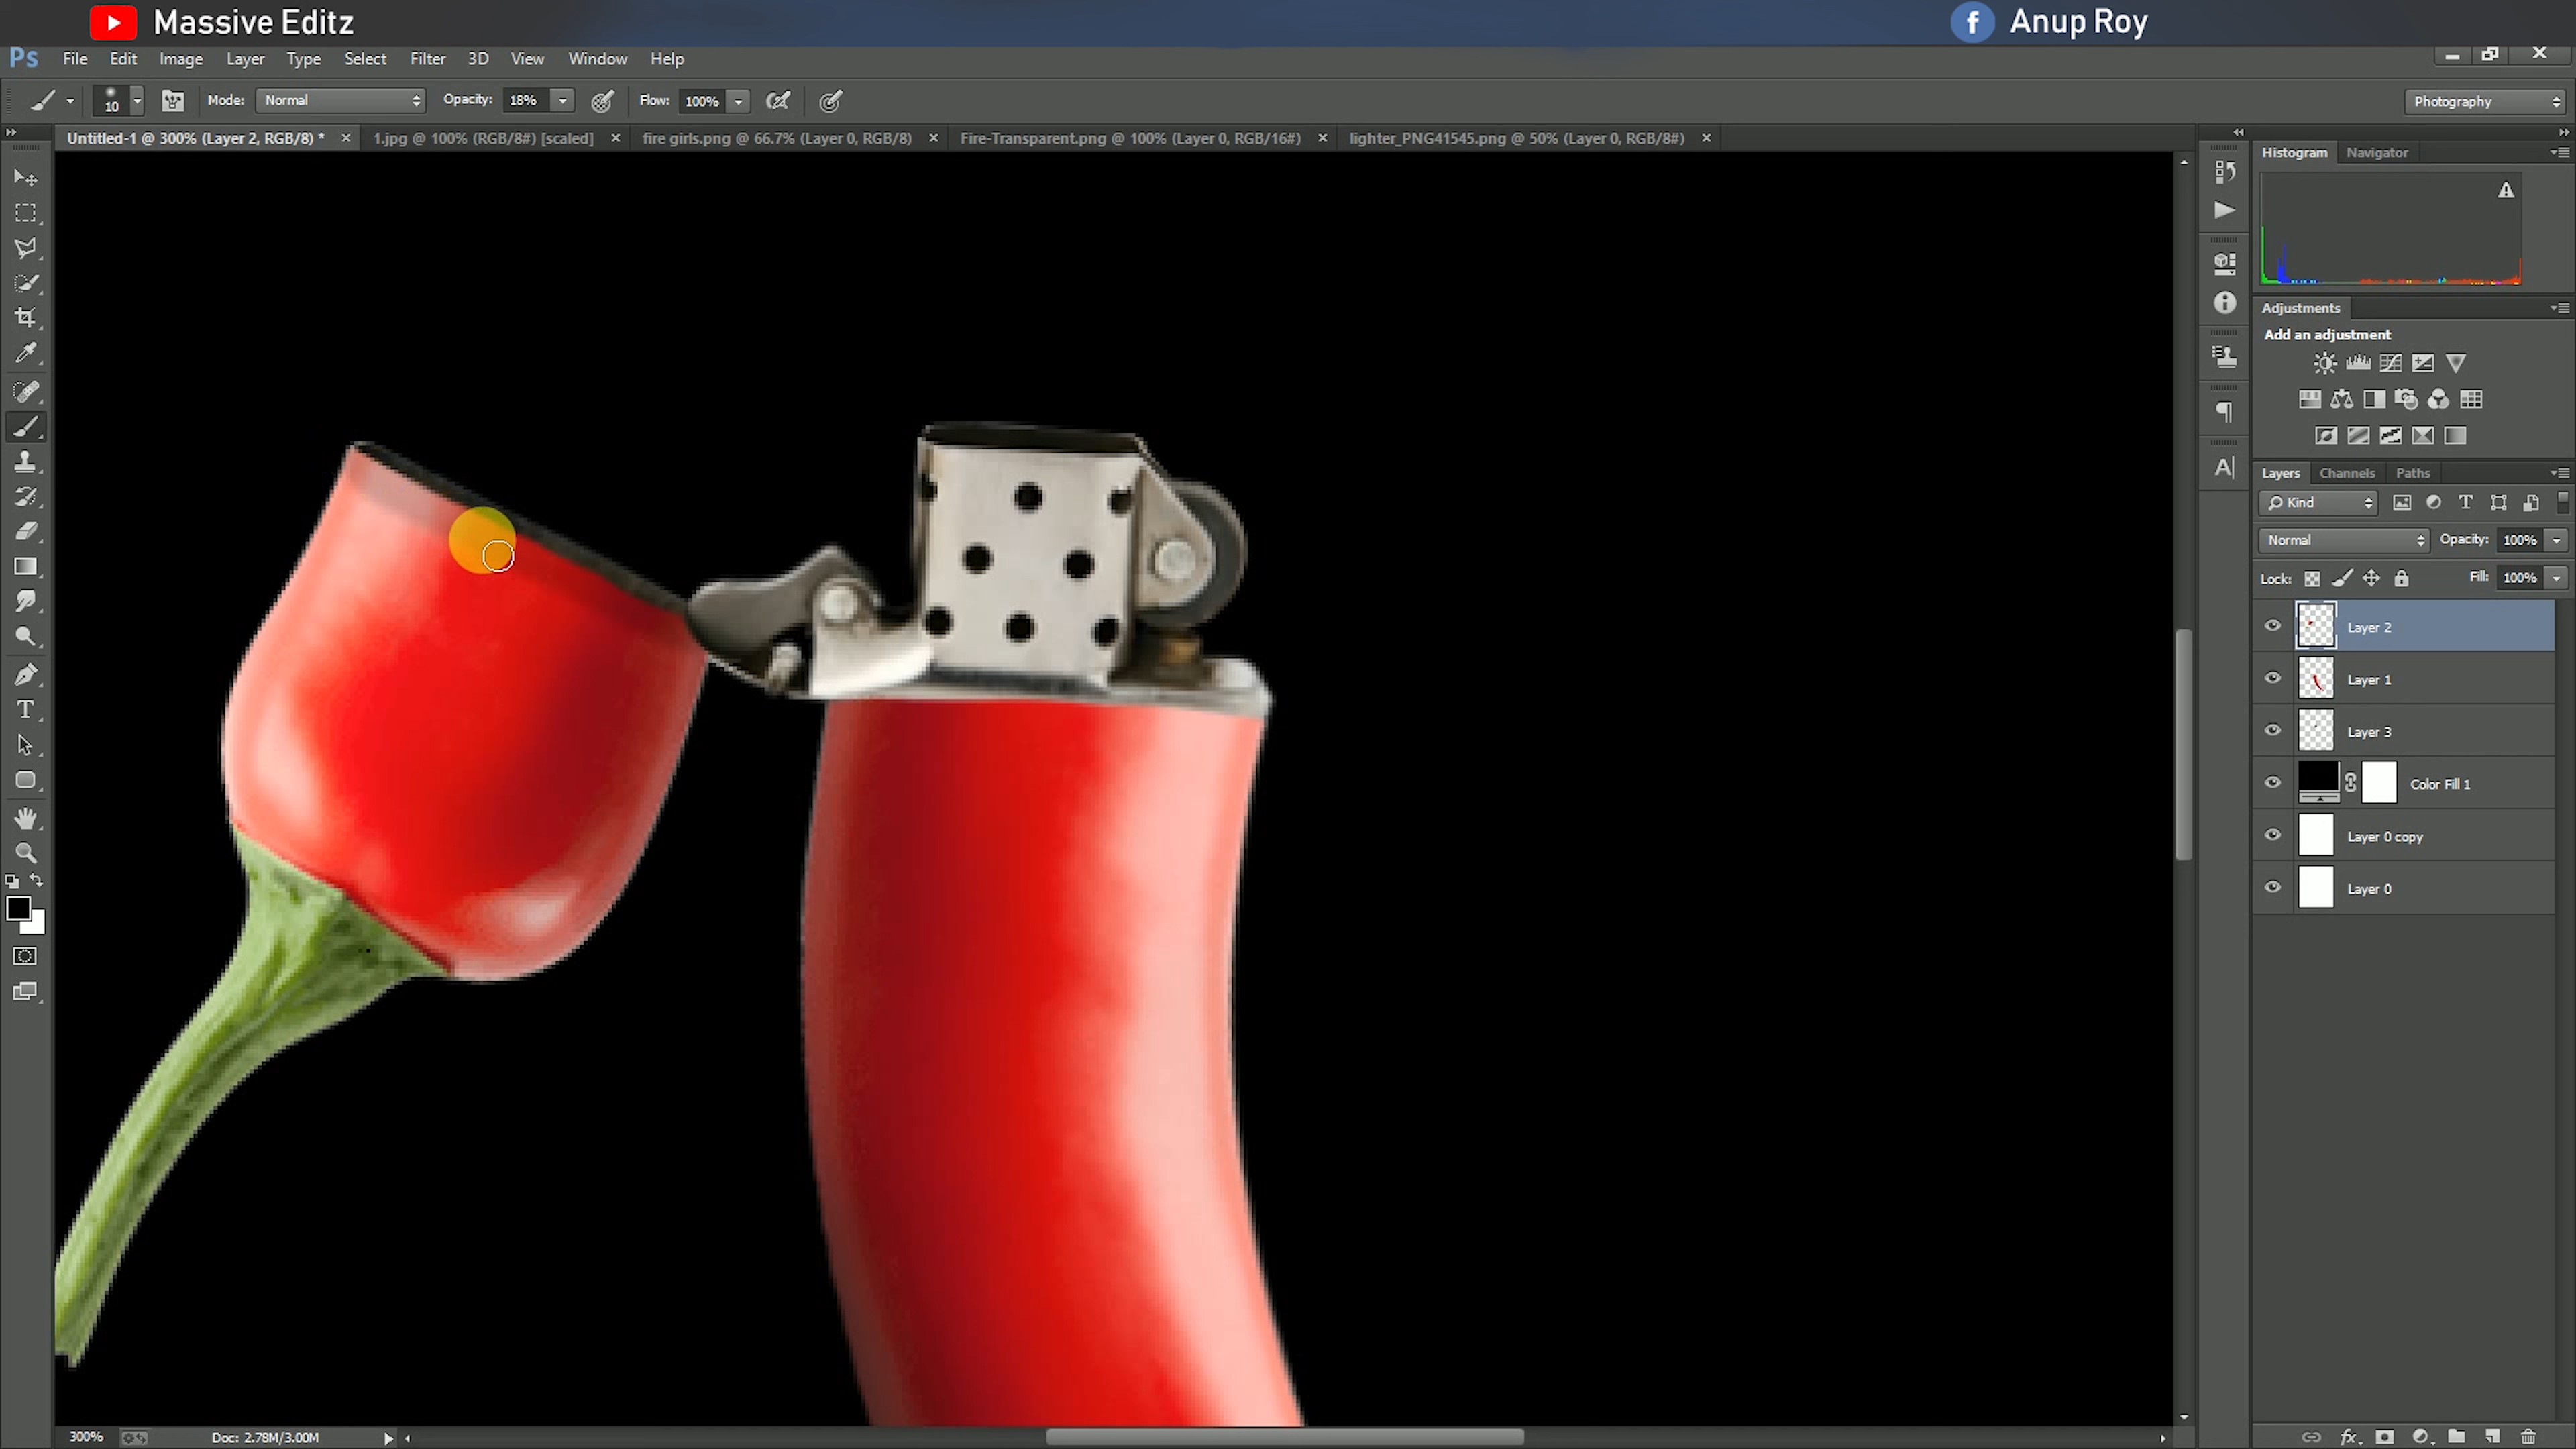 Massive Editz
f Anup Roy
Ps File Edit Image Layer Type Select Filter 3D View Window Help
10 Mode: Normal Opacity: 18% Flow: 100% Photography
Untitled-1 @ 300% (Layer 2, RGB/8) * 1.jpg @ 100% (RGB/8#) [scaled] fire girls.png @ 66.7% (Layer 0, RGB/8) Fire-Transparent.png @ 100% (Layer 0, RGB/16#) lighter_PNG41545.png @ 50% (Layer 0, RGB/8#)
Histogram Navigator
Adjustments
Add an adjustment
Layers Channels Paths
Kind
Normal Opacity: 100%
Lock: Fill: 100%
Layer 2
Layer 1
Layer 3
Color Fill 1
Layer 0 copy
Layer 0
300% Doc: 2.78M/3.00M